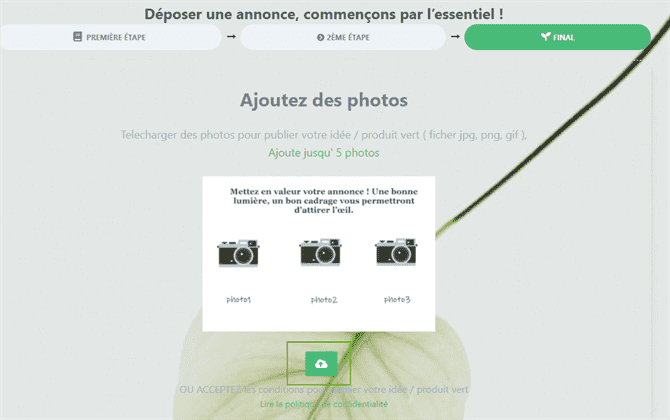 Déposer une annonce, commençons par l'essentiel !
PREMIÈRE ÉTAPE → 2ÈME ÉTAPE → FINAL
Ajoutez des photos
Telecharger des photos pour publier votre idée / produit vert ( ficher jpg, png, gif ),
Ajoute jusqu' 5 photos
Mettez en valeur votre annonce ! Une bonne
lumière, un bon cadrage vous permettront
d'attirer l'œil.
photo1 photo2 photo3
OU ACCEPTEZ les conditions pour publier votre idée / produit vert
Lire la politique de confidentialité